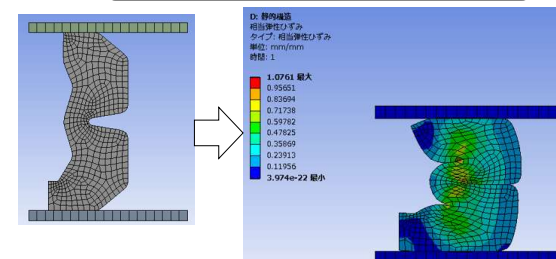 D: 静的構造
相当弾性ひずみ
タイプ: 相当弾性ひずみ
単位: mm/mm
時間: 1
1.0761 最大
0.95651
0.83694
0.71738
0.59782
0.47825
0.35869
0.23913
0.11956
3.974e-22 最小